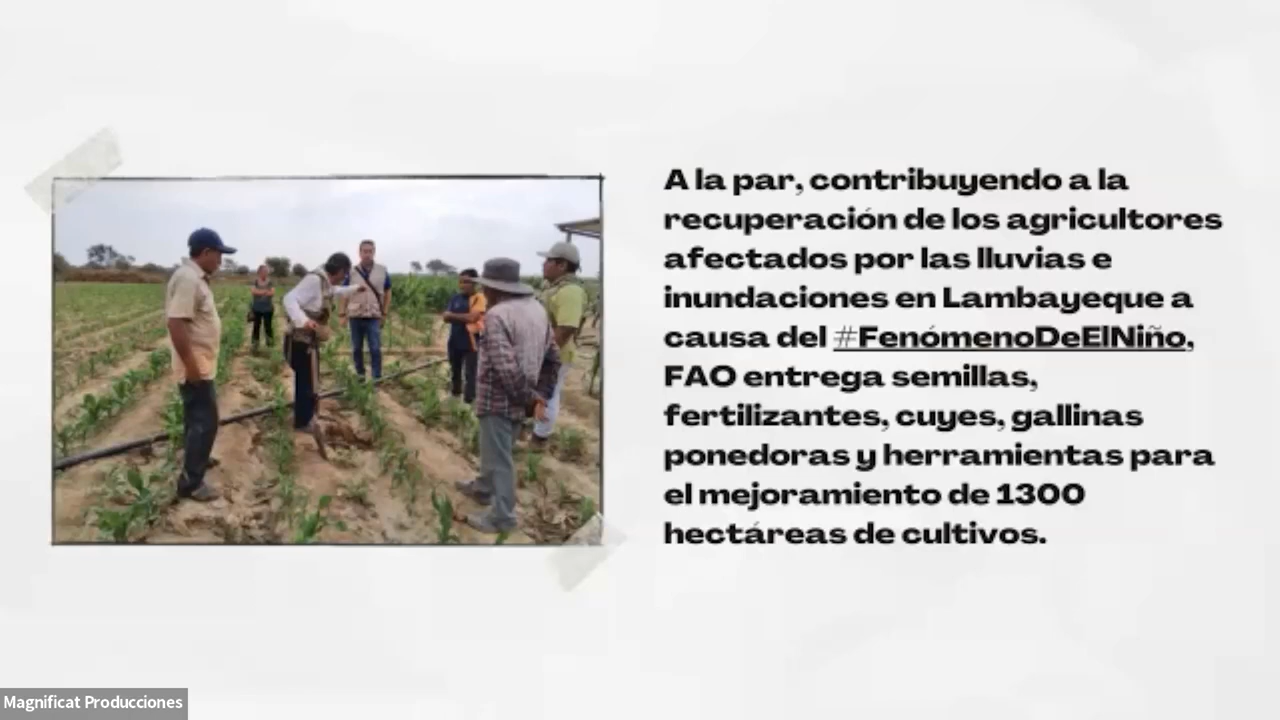 A la par, contribuyendo a la
recuperación de los agricultores
afectados por las lluvias e
inundaciones en Lambayeque a
causa del #FenómenoDeElNiño,
FAO entrega semillas,
fertilizantes, cuyes, gallinas
ponedoras y herramientas para
el mejoramiento de 1300
hectáreas de cultivos.
Magnificat Producciones